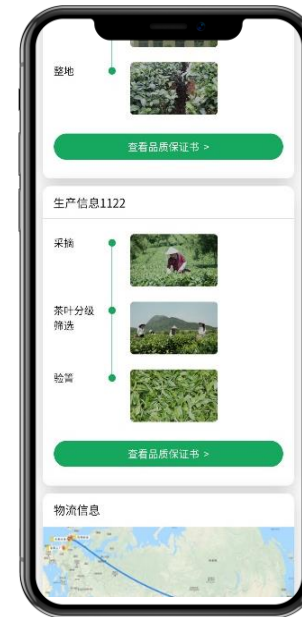 整地
查看品质保证书 >
生产信息1122
采摘
茶叶分级
筛选
验菁
查看品质保证书 >
物流信息